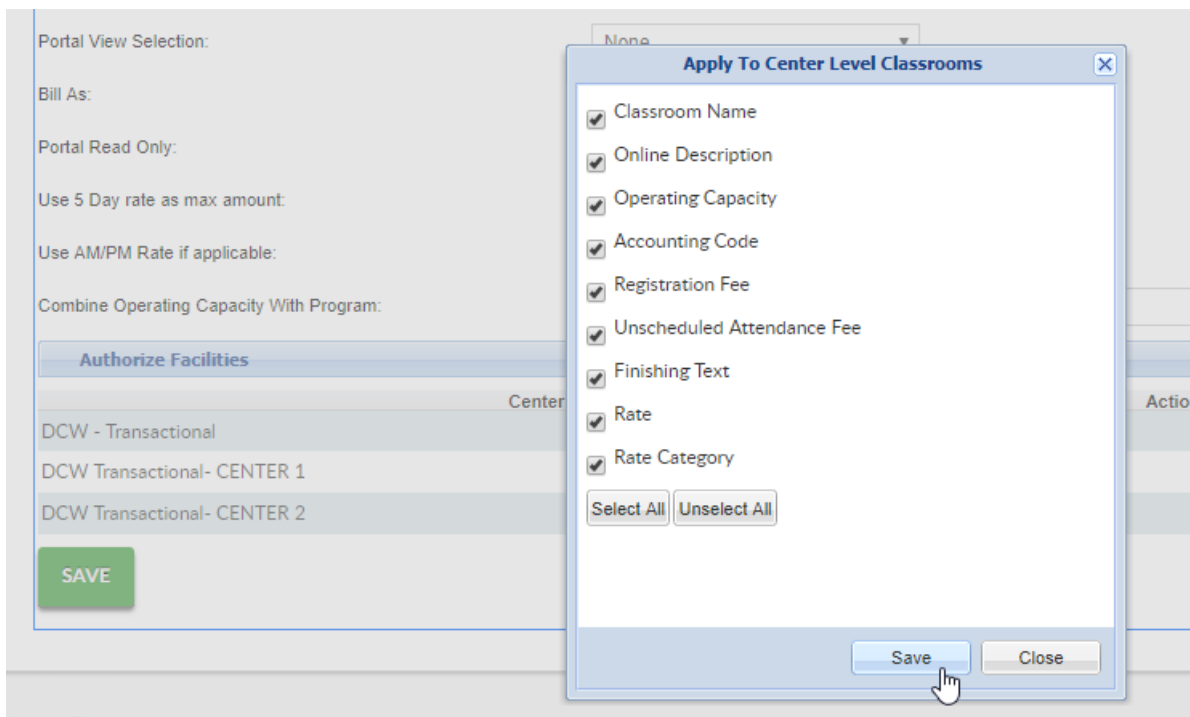 Portal View Selection:
None
Bill As:
Portal Read Only:
Use 5 Day rate as max amount:
Use AM/PM Rate if applicable:
Combine Operating Capacity With Program:
Authorize Facilities
Center
Actio
DCW - Transactional
DCW Transactional- CENTER 1
DCW Transactional- CENTER 2
SAVE
Apply To Center Level Classrooms
Classroom Name
Online Description
Operating Capacity
Accounting Code
Registration Fee
Unscheduled Attendance Fee
Finishing Text
Rate
Rate Category
Select All Unselect All
Save Close